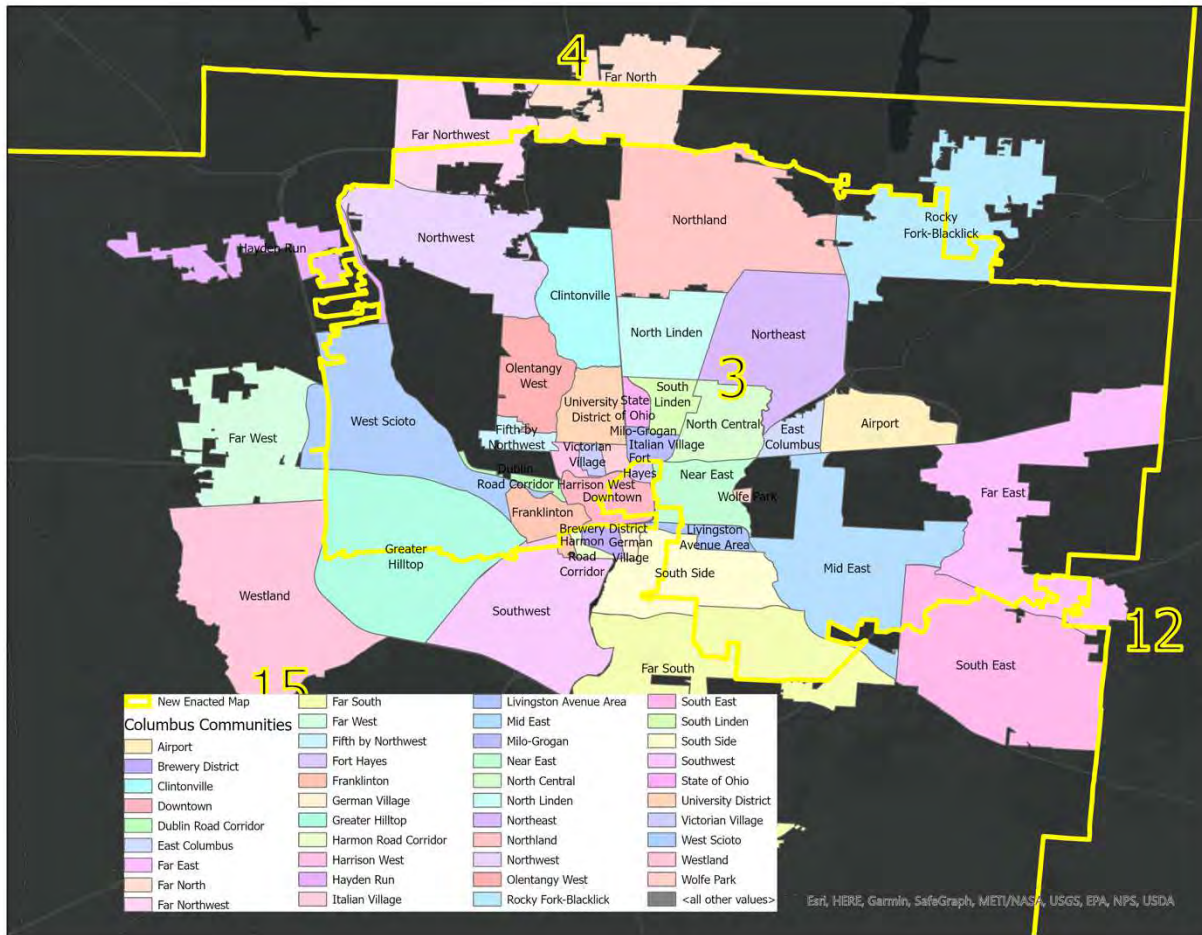 4
Far North
Far Northwest
Northland
Northwest
Rocky
Fork-Blacklick
Hayden Run
Clintonville
North Linden
Northeast
3
Olentangy
West
South
Linden
University
District
State
of Ohio
North Central
West Scioto
Far West
Milo-Grogan
Fifth by
Northwest
Italian Village
East
Columbus
Airport
Victorian
Village
Fort
Hayes
Near East
Dublin
Road Corridor
Harrison West
Downtown
Wolfe Park
Far East
Franklinton
Brewery District
Livingston
Avenue Area
Harmon
Road
Corridor
German
Village
Greater
Hilltop
South Side
Mid East
Westland
Southwest
12
South East
Far South
15
New Enacted Map
Columbus Communities
Airport
Brewery District
Clintonville
Downtown
Dublin Road Corridor
East Columbus
Far East
Far North
Far Northwest
Far South
Far West
Fifth by Northwest
Fort Hayes
Franklinton
German Village
Greater Hilltop
Harmon Road Corridor
Harrison West
Hayden Run
Italian Village
Livingston Avenue Area
Mid East
Milo-Grogan
Near East
North Central
North Linden
Northeast
Northland
Northwest
Olentangy West
Rocky Fork-Blacklick
South East
South Linden
South Side
Southwest
State of Ohio
University District
Victorian Village
West Scioto
Westland
Wolfe Park
<all other values>
Esri, HERE, Garmin, SafeGraph, METI/NASA, USGS, EPA, NPS, USDA